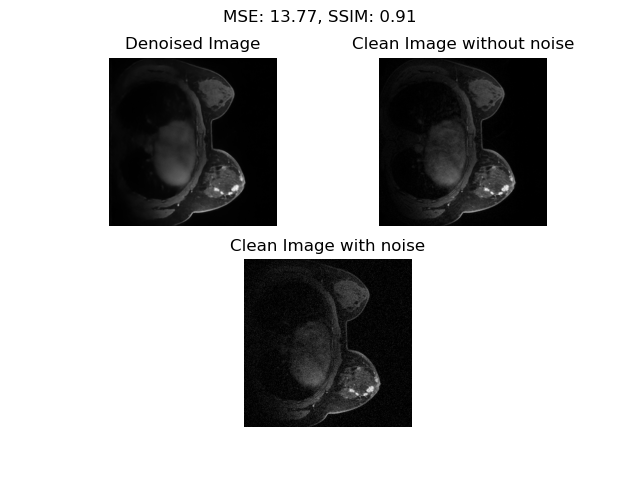 MSE: 13.77, SSIM: 0.91
Denoised Image
Clean Image without noise
Clean Image with noise